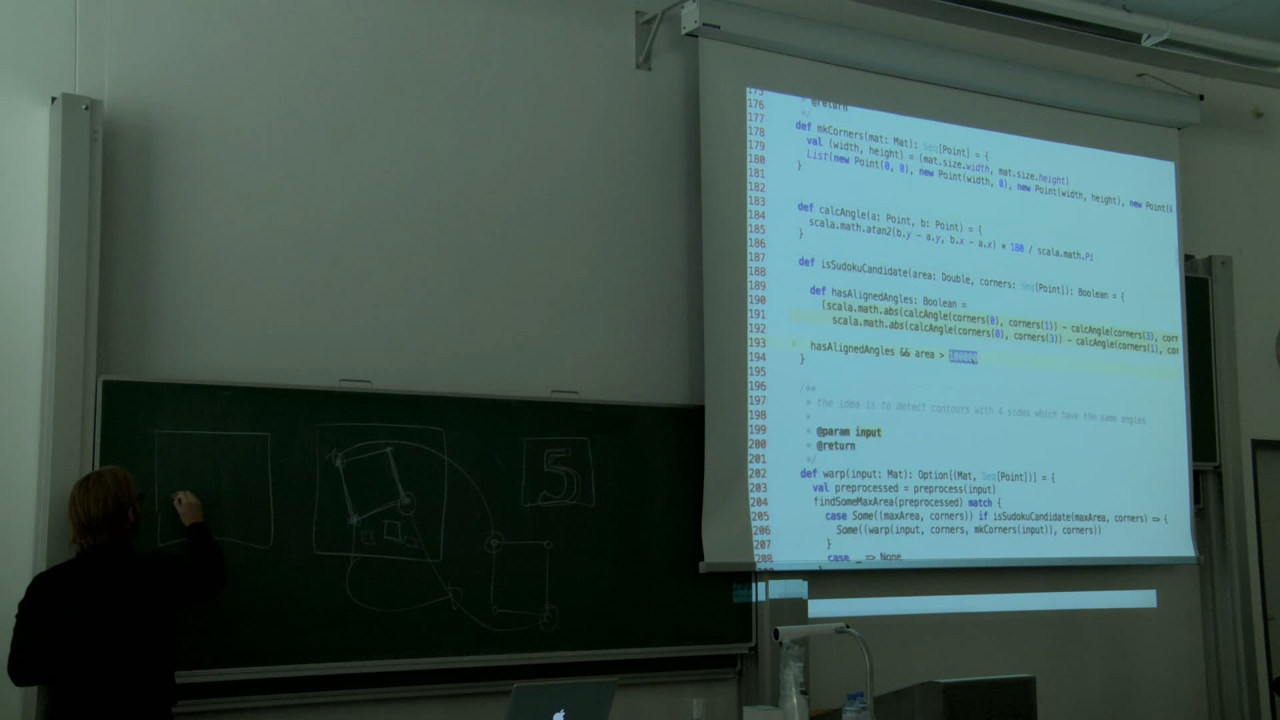 5
175
176 * @return
177 */
178 def mkCorners(mat: Mat): Seq[Point] = {
179 val (width, height) = (mat.size.width, mat.size.height)
180 List(new Point(0, 0), new Point(width, 0), new Point(width, height), new Point(
181 }
182
183 def calcAngle(a: Point, b: Point) = {
184 scala.math.atan2(b.y - a.y, b.x - a.x) * 180 / scala.math.Pi
185 }
186
187 def isSudokuCandidate(area: Double, corners: Seq[Point]): Boolean = {
188
189 def hasAlignedAngles: Boolean =
190 (scala.math.abs(calcAngle(corners(0), corners(1)) - calcAngle(corners(3), corr
191 scala.math.abs(calcAngle(corners(0), corners(3)) - calcAngle(corners(1), cor
192
193 hasAlignedAngles && area > 100000
194 }
195
196 /**
197 * the idea is to detect contours with 4 sides which have the same angles
198 *
199 * @param input
200 * @return
201 */
202 def warp(input: Mat): Option[(Mat, Seq[Point])] = {
203 val preprocessed = preprocess(input)
204 findSomeMaxArea(preprocessed) match {
205 case Some((maxArea, corners)) if isSudokuCandidate(maxArea, corners) => {
206 Some((warp(input, corners, mkCorners(input)), corners))
207 }
208 case _ => None